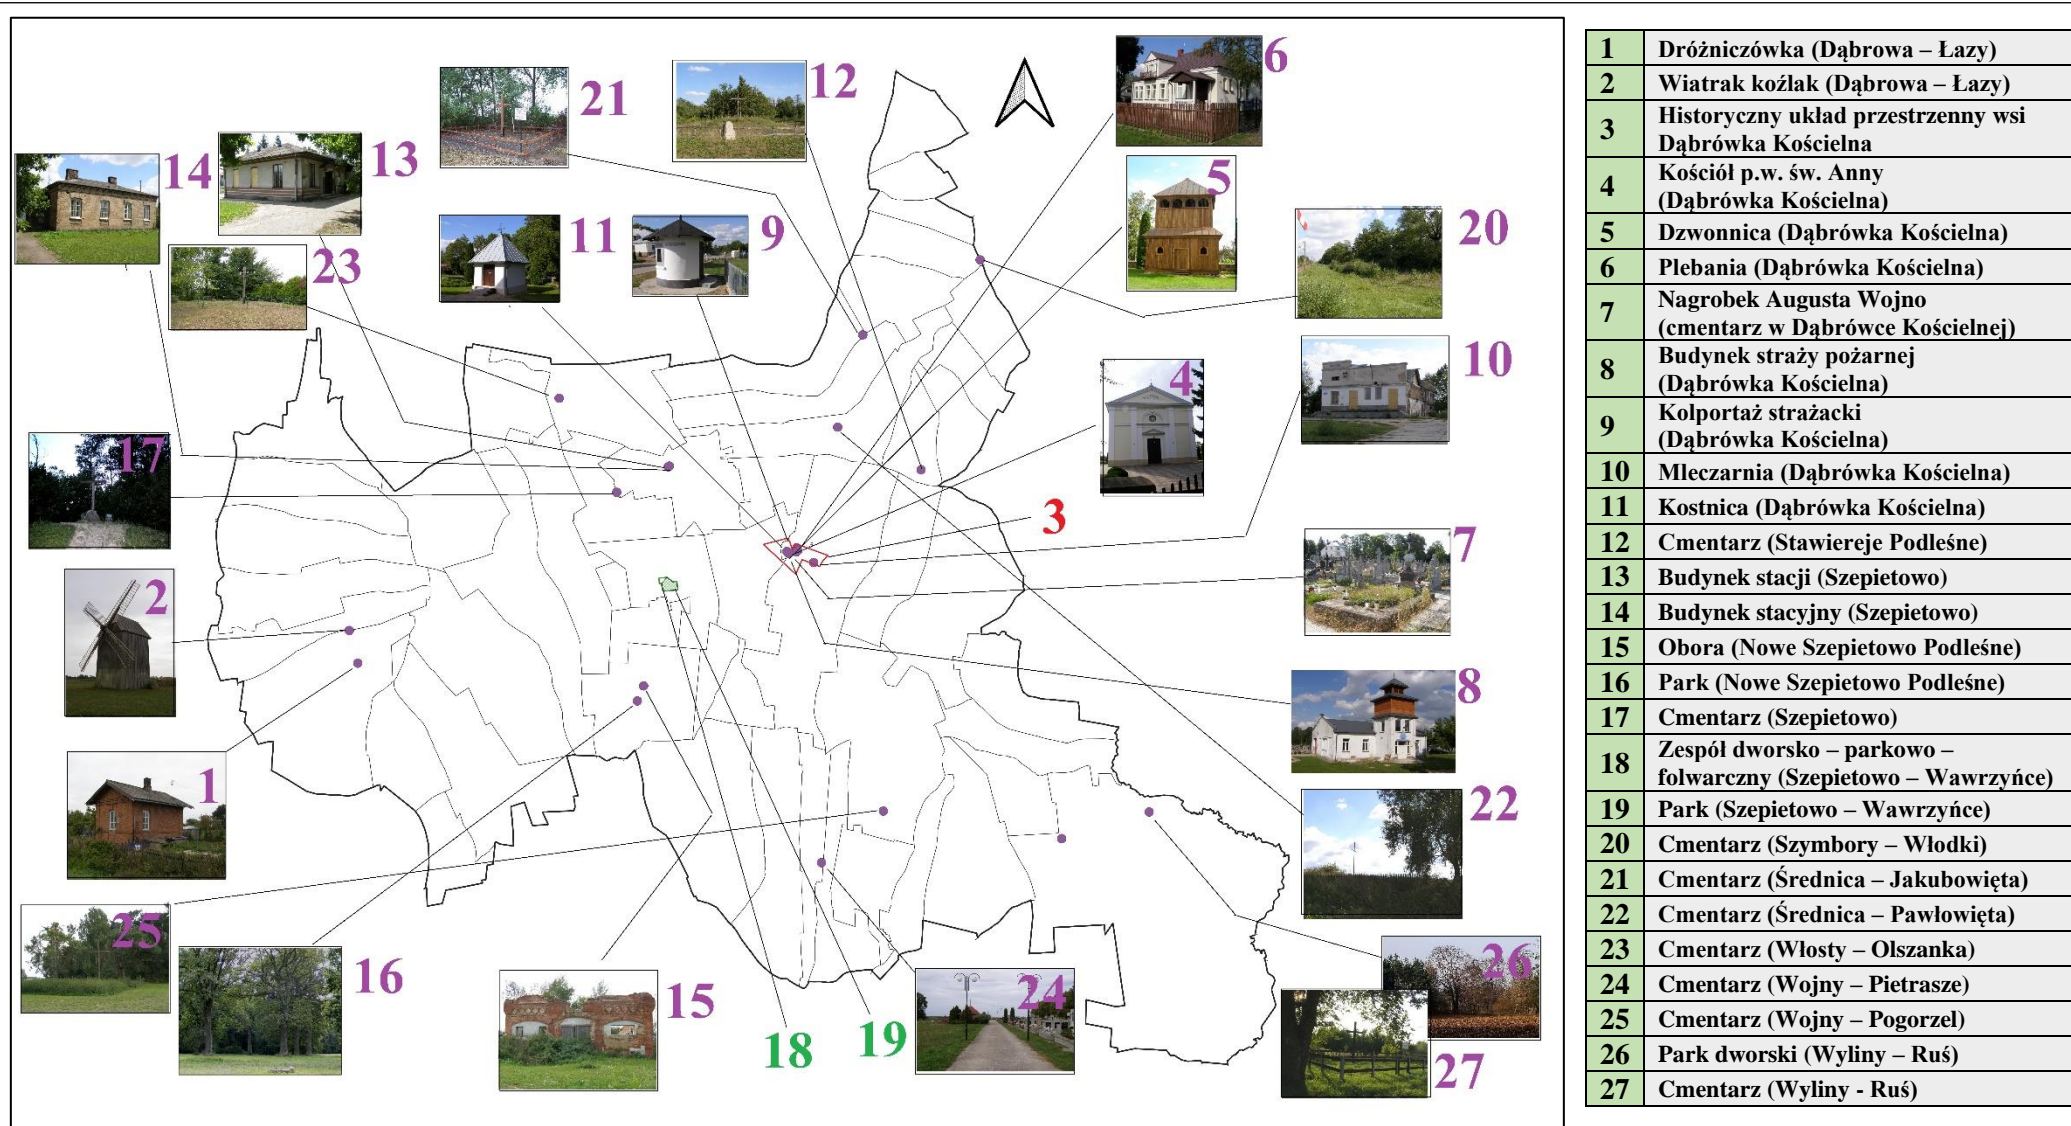 6
12
21
13
14
5
20
11
9
23
10
4
17
3
7
2
8
1
22
25
26
16
15
24
18
19
27
1 Dróżniczówka (Dąbrowa – Łazy)
2 Wiatrak koźlak (Dąbrowa – Łazy)
3 Historyczny układ przestrzenny wsi
Dąbrówka Kościelna
4 Kościół p.w. św. Anny
(Dąbrówka Kościelna)
5 Dzwonnica (Dąbrówka Kościelna)
6 Plebania (Dąbrówka Kościelna)
7 Nagrobek Augusta Wojno
(cmentarz w Dąbrówce Kościelnej)
8 Budynek straży pożarnej
(Dąbrówka Kościelna)
9 Kolportaż strażacki
(Dąbrówka Kościelna)
10 Mleczarnia (Dąbrówka Kościelna)
11 Kostnica (Dąbrówka Kościelna)
12 Cmentarz (Stawiereje Podleśne)
13 Budynek stacji (Szepietowo)
14 Budynek stacyjny (Szepietowo)
15 Obora (Nowe Szepietowo Podleśne)
16 Park (Nowe Szepietowo Podleśne)
17 Cmentarz (Szepietowo)
18 Zespół dworsko – parkowo –
folwarczny (Szepietowo – Wawrzyńce)
19 Park (Szepietowo – Wawrzyńce)
20 Cmentarz (Szymbory – Włodki)
21 Cmentarz (Średnica – Jakubowięta)
22 Cmentarz (Średnica – Pawłowięta)
23 Cmentarz (Włosty – Olszanka)
24 Cmentarz (Wojny – Pietrasze)
25 Cmentarz (Wojny – Pogorzel)
26 Park dworski (Wyliny – Ruś)
27 Cmentarz (Wyliny - Ruś)